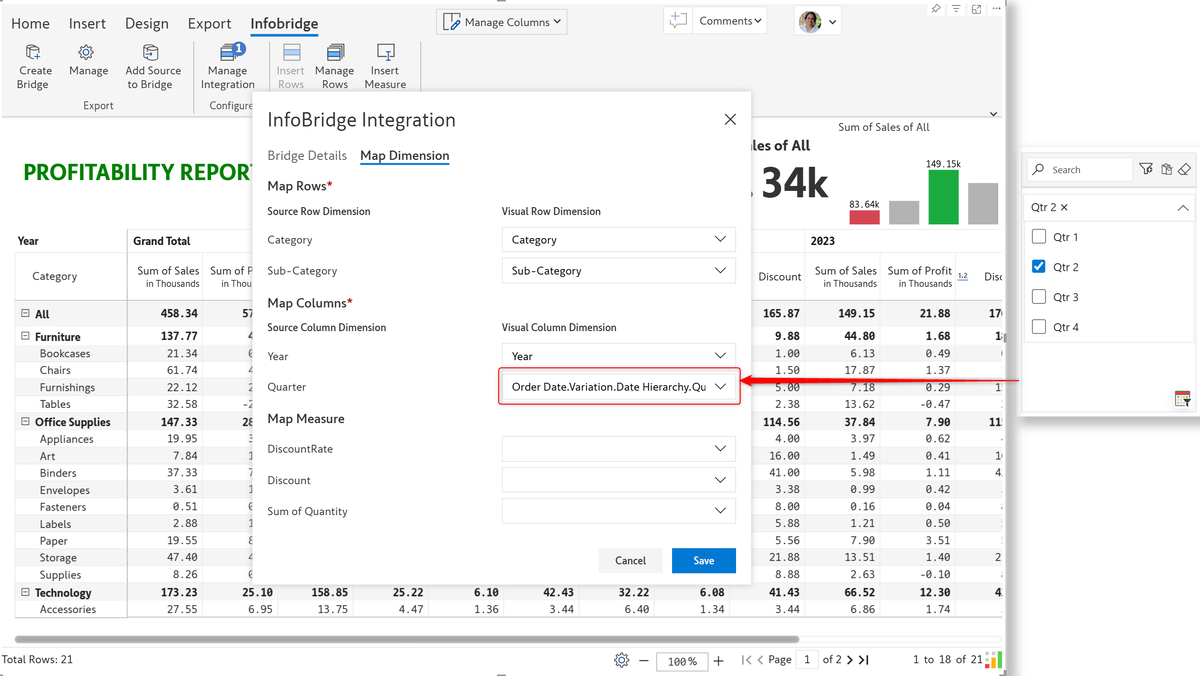 Home Insert Design Export Infobridge
Manage Columns
Comments
Create Bridge
Manage
Add Source to Bridge
Export
1
Manage Integration
Configure
Insert Rows
Manage Rows
Insert Measure
PROFITABILITY REPOR
les of All
34k
Sum of Sales of All
83.64k
149.15k
InfoBridge Integration
Bridge Details Map Dimension
Map Rows*
Source Row Dimension Visual Row Dimension
Category Category
Sub-Category Sub-Category
Map Columns*
Source Column Dimension Visual Column Dimension
Year Year
Quarter Order Date.Variation.Date Hierarchy.Qu
Map Measure
DiscountRate
Discount
Sum of Quantity
Cancel Save
Search
Qtr 2 ×
Qtr 1
Qtr 2
Qtr 3
Qtr 4
Year Grand Total 2023
Category Sum of Sales in Thousands Sum of P in Thou Discount Sum of Sales in Thousands Sum of Profit in Thousands 1.2 Disc
All 458.34 57 165.87 149.15 21.88 17
Furniture 137.77 9.88 44.80 1.68
Bookcases 21.34 1.00 6.13 0.49
Chairs 61.74 1.50 17.87 1.37
Furnishings 22.12 5.00 7.18 0.29
Tables 32.58 -2 2.38 13.62 -0.47
Office Supplies 147.33 28 114.56 37.84 7.90 11
Appliances 19.95 4.00 3.97 0.62
Art 7.84 16.00 1.49 0.41
Binders 37.33 41.00 5.98 1.11 4
Envelopes 3.61 3.38 0.99 0.42
Fasteners 0.51 8.00 0.16 0.04
Labels 2.88 5.88 1.21 0.50
Paper 19.55 5.56 7.90 3.51
Storage 47.40 21.88 13.51 1.40 2
Supplies 8.26 8.88 2.63 -0.10
Technology 173.23 25.10 158.85 25.22 6.10 42.43 32.22 6.08 41.43 66.52 12.30 4
Accessories 27.55 6.95 13.75 4.47 1.36 3.44 6.40 1.34 3.44 6.86 1.74
Total Rows: 21
100 %
Page 1 of 2
1 to 18 of 21